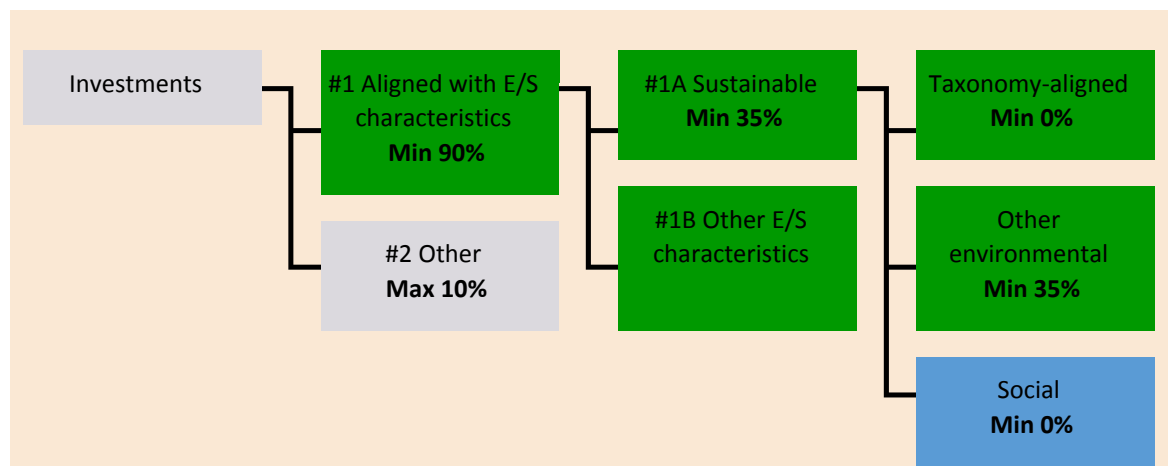 Investments
#1 Aligned with E/S
characteristics
Min 90%
#2 Other
Max 10%
#1A Sustainable
Min 35%
#1B Other E/S
characteristics
Taxonomy-aligned
Min 0%
Other
environmental
Min 35%
Social
Min 0%